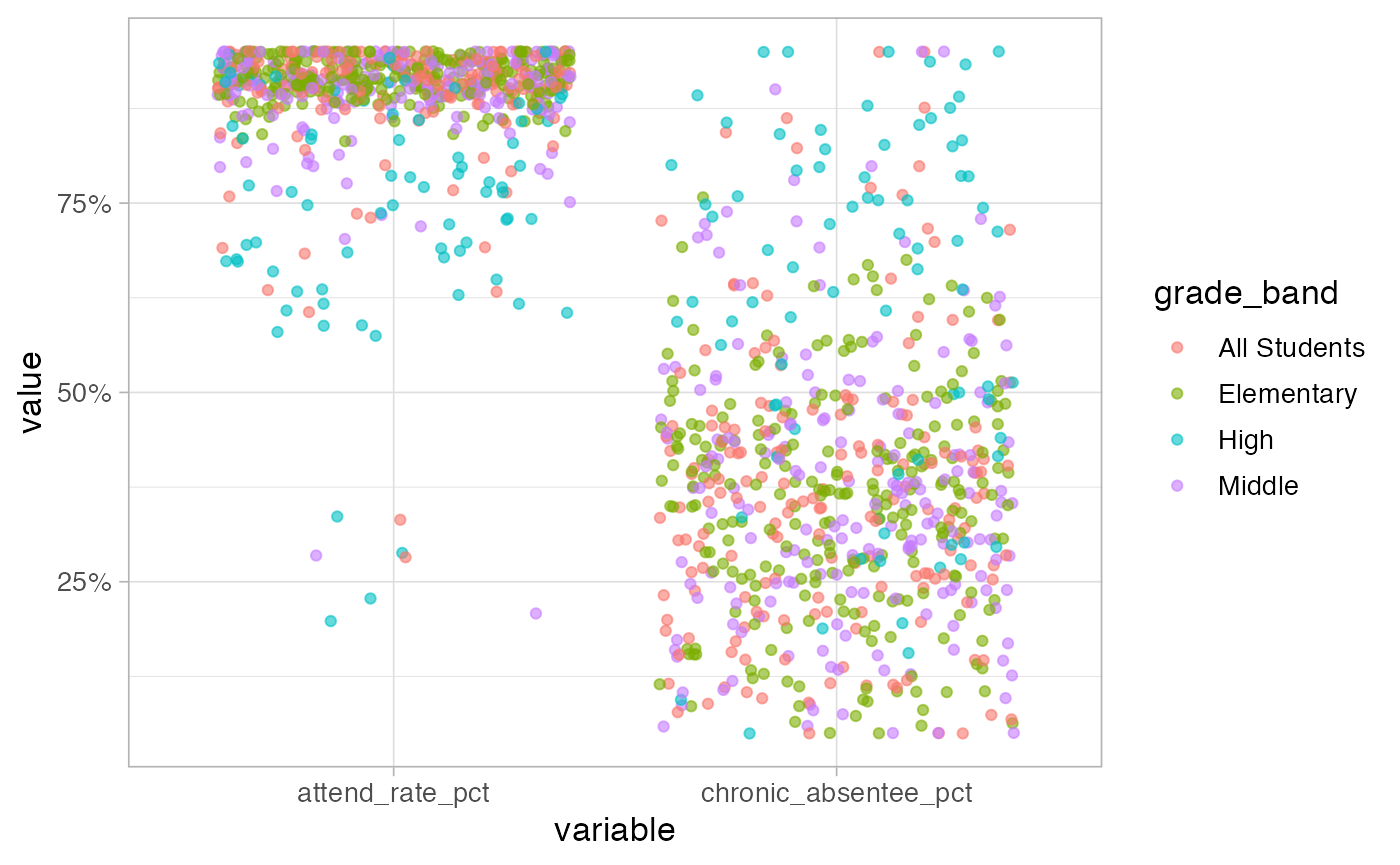 75%
50%
25%
value
attend_rate_pct
chronic_absentee_pct
variable
grade_band
All Students
Elementary
High
Middle